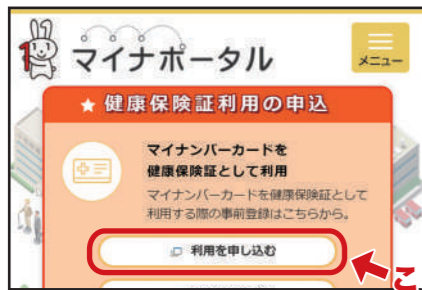 マイナポータル
メニュー
★ 健康保険証利用の申込
マイナンバーカードを
健康保険証として利用
マイナンバーカードを健康保険証として
利用する際の事前登録はこちらから。
利用を申し込む
こ